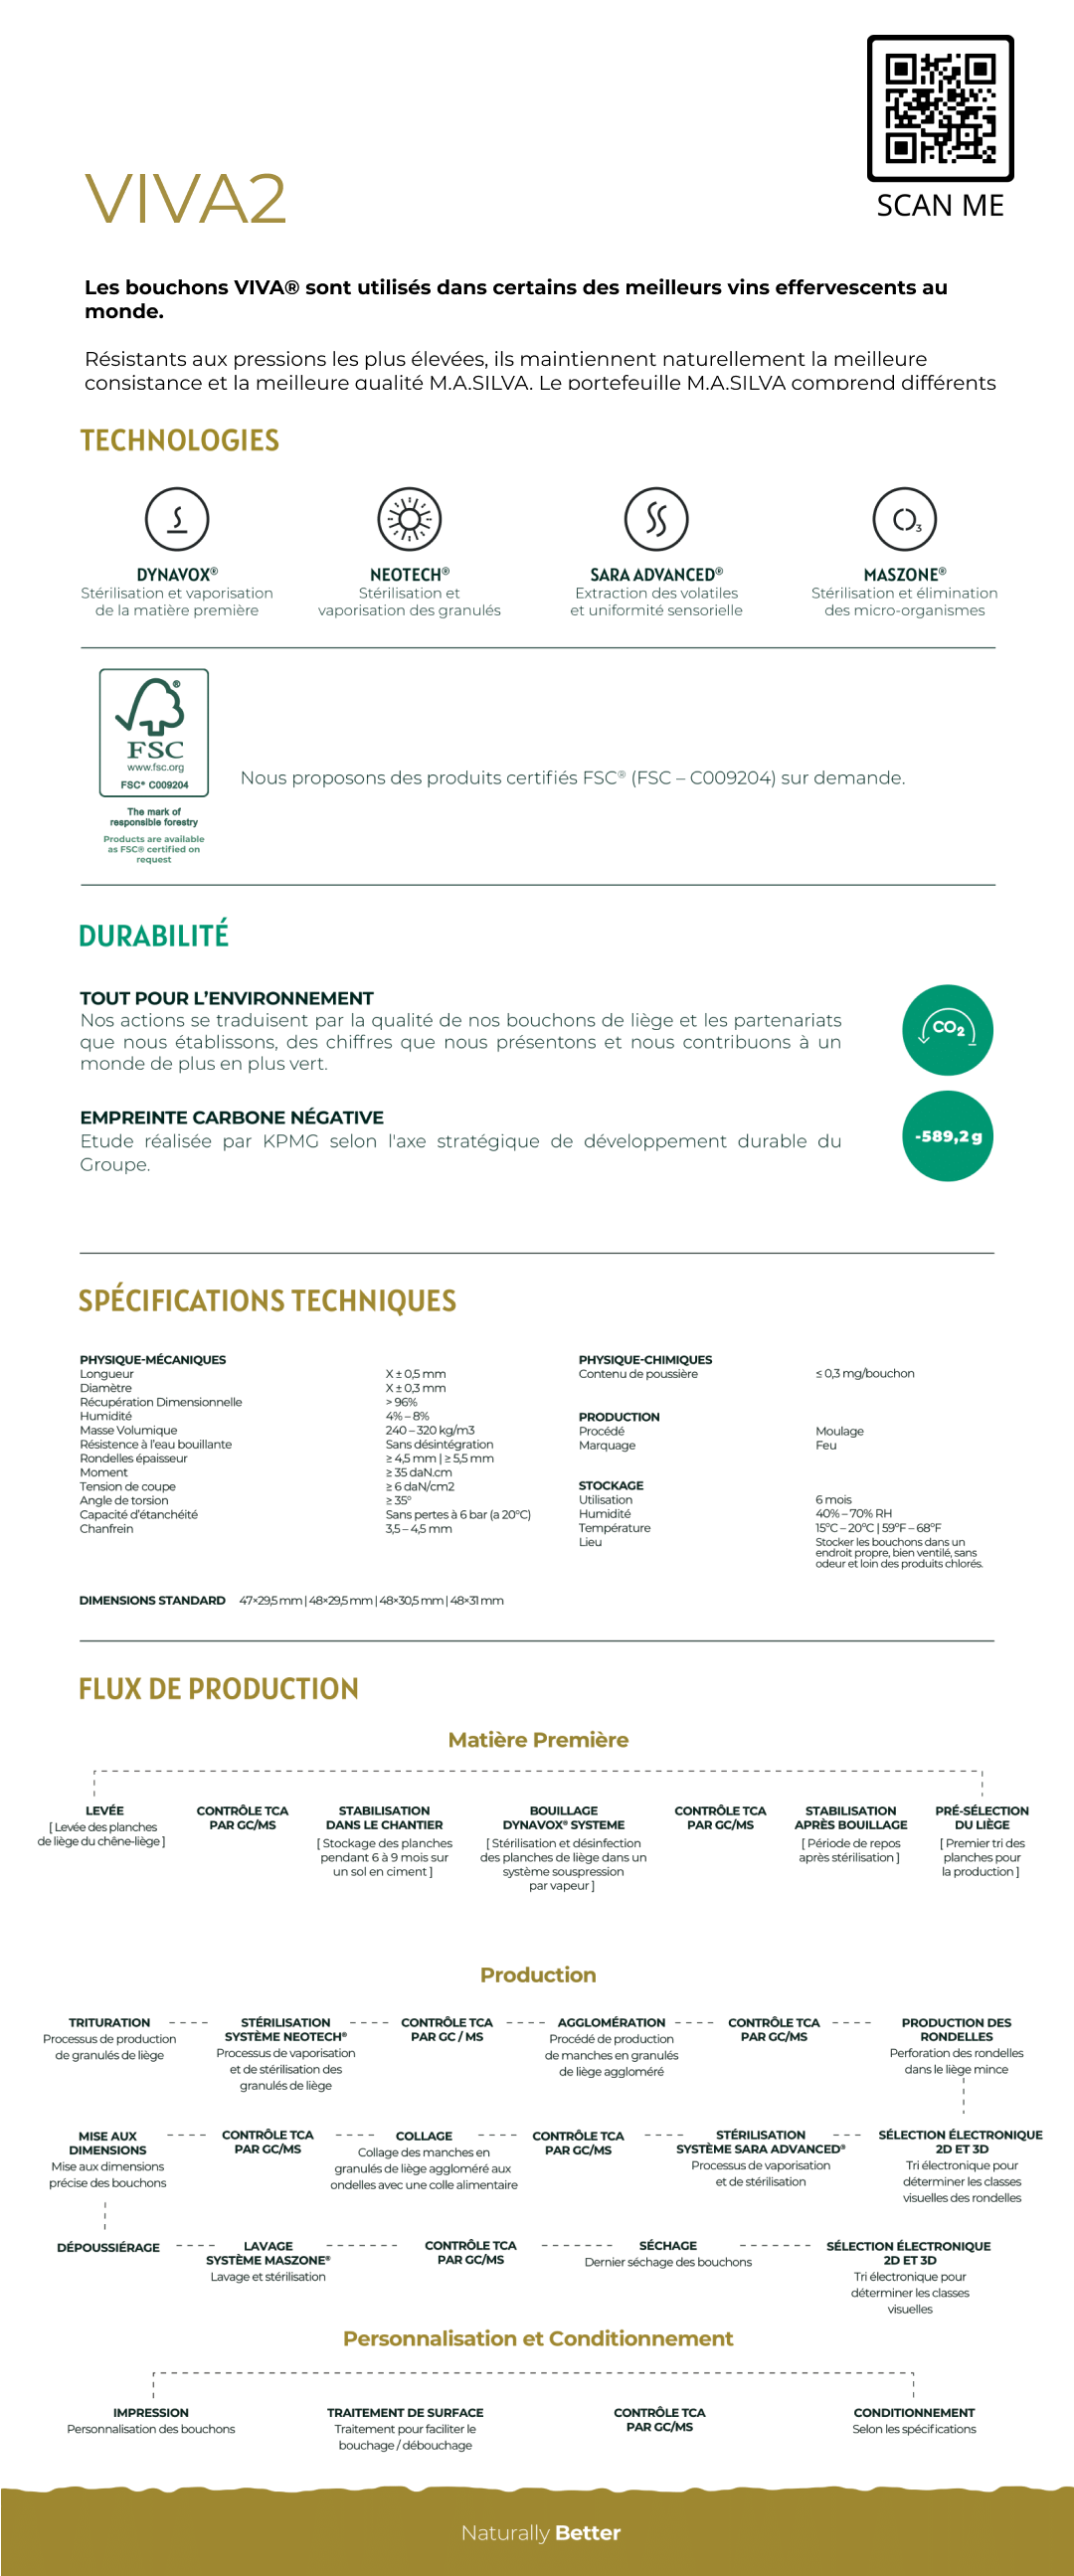 SCAN ME
VIVA2
Les bouchons VIVA® sont utilisés dans certains des meilleurs vins effervescents au
monde.
Résistants aux pressions les plus élevées, ils maintiennent naturellement la meilleure
consistance et la meilleure qualité M.A.SILVA. Le portefeuille M.A.SILVA comprend différents
TECHNOLOGIES
3
DYNAVOX®
Stérilisation et vaporisation
de la matière première
NEOTECH®
Stérilisation et
vaporisation des granulés
SARA ADVANCED®
Extraction des volatiles
et uniformité sensorielle
MASZONE®
Stérilisation et élimination
des micro-organismes
®
FSC
www.fsc.org
FSC® C009204
The mark of
responsible forestry
Products are available
as FSC® certified on
request
Nous proposons des produits certifiés FSC® (FSC – C009204) sur demande.
DURABILITÉ
TOUT POUR L'ENVIRONNEMENT
Nos actions se traduisent par la qualité de nos bouchons de liège et les partenariats
que nous établissons, des chiffres que nous présentons et nous contribuons à un
monde de plus en plus vert.
CO2
EMPREINTE CARBONE NÉGATIVE
Etude réalisée par KPMG selon l'axe stratégique de développement durable du
Groupe.
-589,2 g
SPÉCIFICATIONS TECHNIQUES
PHYSIQUE-MÉCANIQUES
Longueur X ± 0,5 mm
Diamètre X ± 0,3 mm
Récupération Dimensionnelle > 96%
Humidité 4% – 8%
Masse Volumique 240 – 320 kg/m3
Résistence à l'eau bouillante Sans désintégration
Rondelles épaisseur ≥ 4,5 mm | ≥ 5,5 mm
Moment ≥ 35 daN.cm
Tension de coupe ≥ 6 daN/cm2
Angle de torsion ≥ 35°
Capacité d'étanchéité Sans pertes à 6 bar (a 20°C)
Chanfrein 3,5 – 4,5 mm
PHYSIQUE-CHIMIQUES
Contenu de poussière ≤ 0,3 mg/bouchon
PRODUCTION
Procédé Moulage
Marquage Feu
STOCKAGE
Utilisation 6 mois
Humidité 40% – 70% RH
Température 15°C – 20°C | 59°F – 68°F
Lieu Stocker les bouchons dans un
endroit propre, bien ventilé, sans
odeur et loin des produits chlorés.
DIMENSIONS STANDARD 47×29,5 mm | 48×29,5 mm | 48×30,5 mm | 48×31 mm
FLUX DE PRODUCTION
Matière Première
LEVÉE
[ Levée des planches
de liège du chêne-liège ]
CONTRÔLE TCA
PAR GC/MS
STABILISATION
DANS LE CHANTIER
[ Stockage des planches
pendant 6 à 9 mois sur
un sol en ciment ]
BOUILLAGE
DYNAVOX® SYSTEME
[ Stérilisation et désinfection
des planches de liège dans un
système souspression
par vapeur ]
CONTRÔLE TCA
PAR GC/MS
STABILISATION
APRÈS BOUILLAGE
[ Période de repos
après stérilisation ]
PRÉ-SÉLECTION
DU LIÈGE
[ Premier tri des
planches pour
la production ]
Production
TRITURATION
Processus de production
de granulés de liège
STÉRILISATION
SYSTÈME NEOTECH®
Processus de vaporisation
et de stérilisation des
granulés de liège
CONTRÔLE TCA
PAR GC / MS
AGGLOMÉRATION
Procédé de production
de manches en granulés
de liège aggloméré
CONTRÔLE TCA
PAR GC/MS
PRODUCTION DES
RONDELLES
Perforation des rondelles
dans le liège mince
MISE AUX
DIMENSIONS
Mise aux dimensions
précise des bouchons
CONTRÔLE TCA
PAR GC/MS
COLLAGE
Collage des manches en
granulés de liège aggloméré aux
ondelles avec une colle alimentaire
CONTRÔLE TCA
PAR GC/MS
STÉRILISATION
SYSTÈME SARA ADVANCED®
Processus de vaporisation
et de stérilisation
SÉLECTION ÉLECTRONIQUE
2D ET 3D
Tri électronique pour
déterminer les classes
visuelles des rondelles
DÉPOUSSIÉRAGE
LAVAGE
SYSTÈME MASZONE®
Lavage et stérilisation
CONTRÔLE TCA
PAR GC/MS
SÉCHAGE
Dernier séchage des bouchons
SÉLECTION ÉLECTRONIQUE
2D ET 3D
Tri électronique pour
déterminer les classes
visuelles
Personnalisation et Conditionnement
IMPRESSION
Personnalisation des bouchons
TRAITEMENT DE SURFACE
Traitement pour faciliter le
bouchage / débouchage
CONTRÔLE TCA
PAR GC/MS
CONDITIONNEMENT
Selon les spécifications
Naturally Better